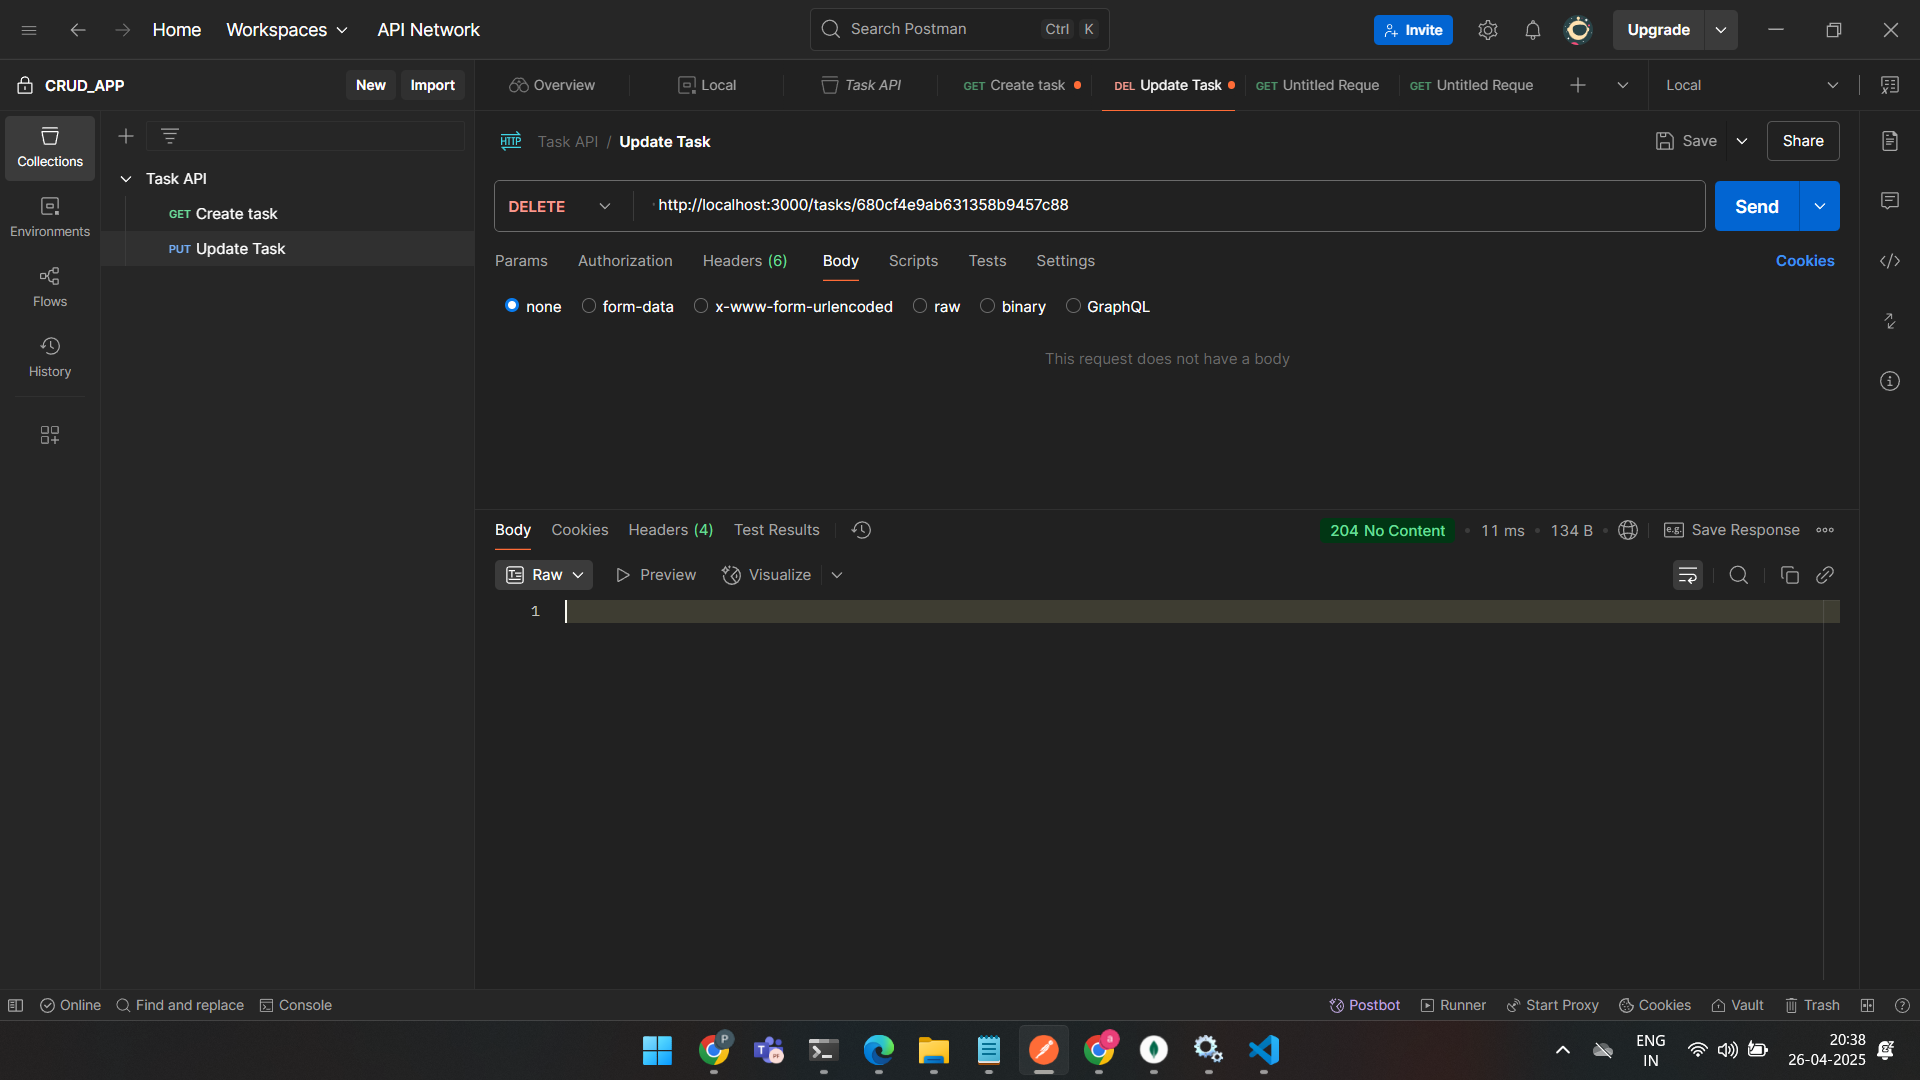 Home Workspaces API Network Search Postman Ctrl K Invite Upgrade
CRUD_APP New Import Overview Local Task API GET Create task DEL Update Task GET Untitled Reque GET Untitled Reque Local
Collections
Environments
Flows
History
Task API
GET Create task
PUT Update Task
HTTP Task API / Update Task Save Share
DELETE http://localhost:3000/tasks/680cf4e9ab631358b9457c88 Send
Params Authorization Headers (6) Body Scripts Tests Settings Cookies
none form-data x-www-form-urlencoded raw binary GraphQL
This request does not have a body
Body Cookies Headers (4) Test Results 204 No Content 11 ms 134 B e.g. Save Response
Raw Preview Visualize
1
Online Find and replace Console Postbot Runner Start Proxy Cookies Vault Trash
P
T
PF
a
ENG
IN
20:38
26-04-2025